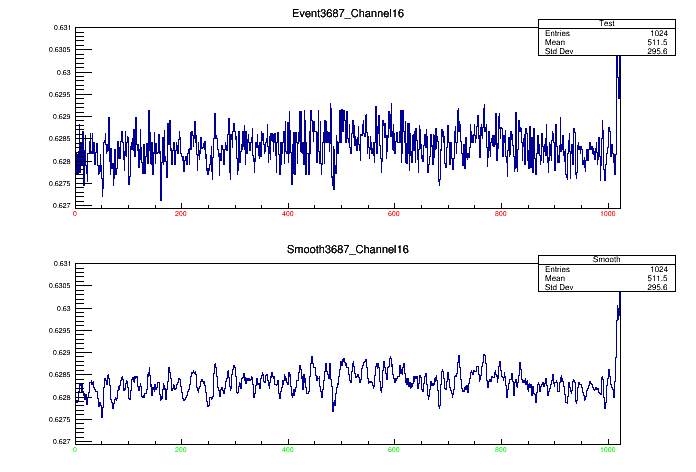 Event3687_Channel16
Test
Entries 1024
Mean 511.5
Std Dev 295.6
0.631
0.6305
0.63
0.6295
0.629
0.6285
0.628
0.6275
0.627
0 200 400 600 800 1000
Smooth3687_Channel16
Smooth
Entries 1024
Mean 511.5
Std Dev 295.6
0.631
0.6305
0.63
0.6295
0.629
0.6285
0.628
0.6275
0.627
0 200 400 600 800 1000